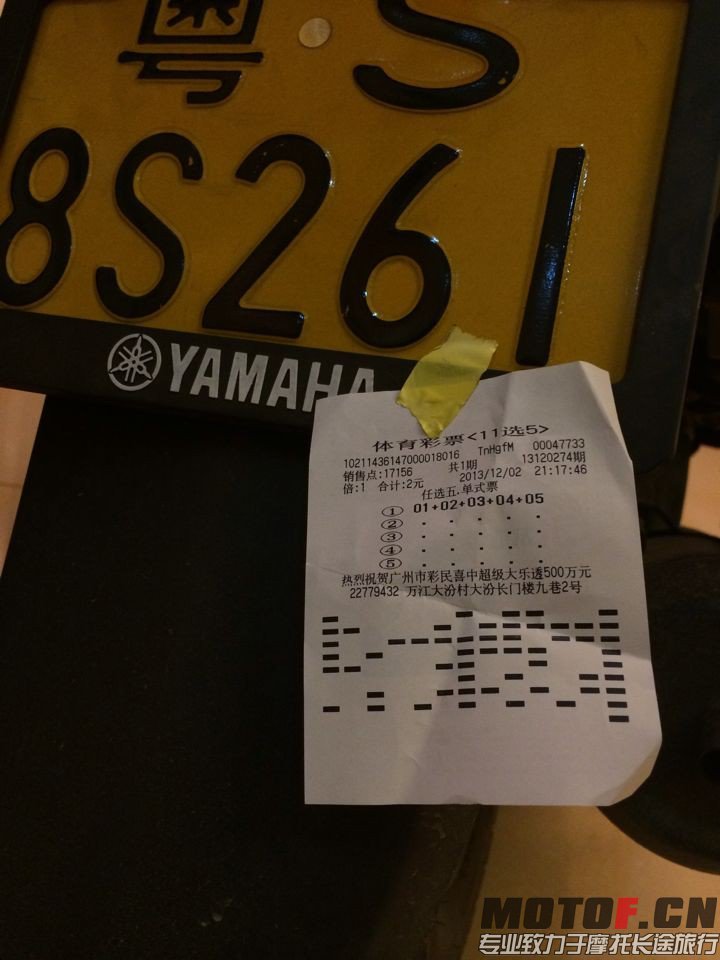 粤 S
8S261
YAMAHA
体育彩票<11选5>
10211436147000018016 TnHgfM 00047733
销售点:17156 共1期 13120274期
倍:1 合计:2元 2013/12/02 21:17:46
任选五.单式票
① 01+02+03+04+05
②
③
④
⑤
热烈祝贺广州市彩民喜中超级大乐透500万元
22779432 万江大汾村大汾长门楼九巷2号
MOTOF.CN
专业致力于摩托长途旅行